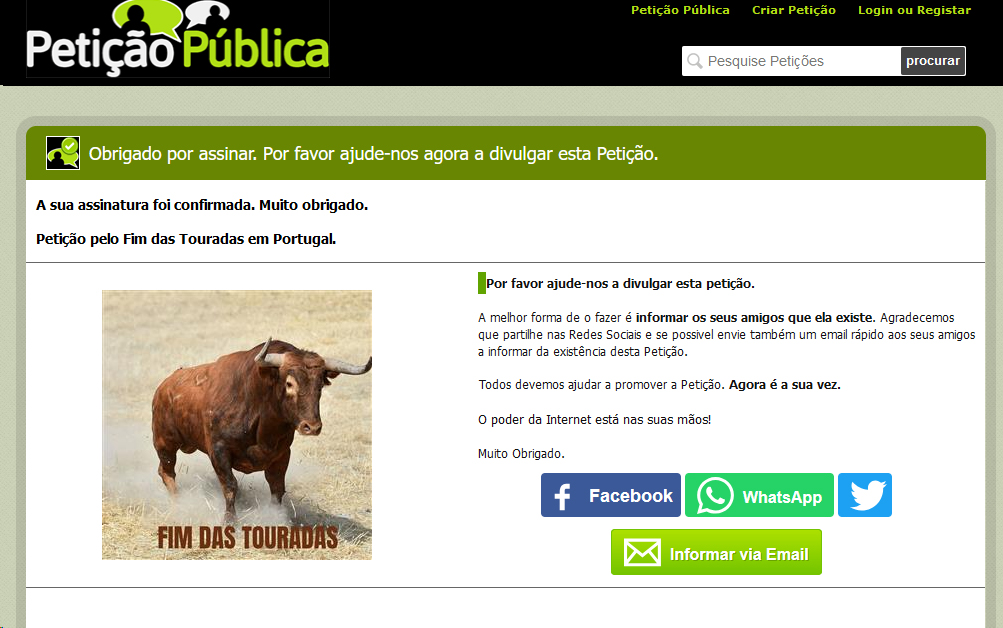 Petição Pública
Petição Pública Criar Petição Login ou Registar
Pesquise Petições procurar
Obrigado por assinar. Por favor ajude-nos agora a divulgar esta Petição.
A sua assinatura foi confirmada. Muito obrigado.
Petição pelo Fim das Touradas em Portugal.
FIM DAS TOURADAS
Por favor ajude-nos a divulgar esta petição.
A melhor forma de o fazer é informar os seus amigos que ela existe. Agradecemos
que partilhe nas Redes Sociais e se possivel envie também um email rápido aos seus amigos
a informar da existência desta Petição.
Todos devemos ajudar a promover a Petição. Agora é a sua vez.
O poder da Internet está nas suas mãos!
Muito Obrigado.
Facebook WhatsApp
Informar via Email